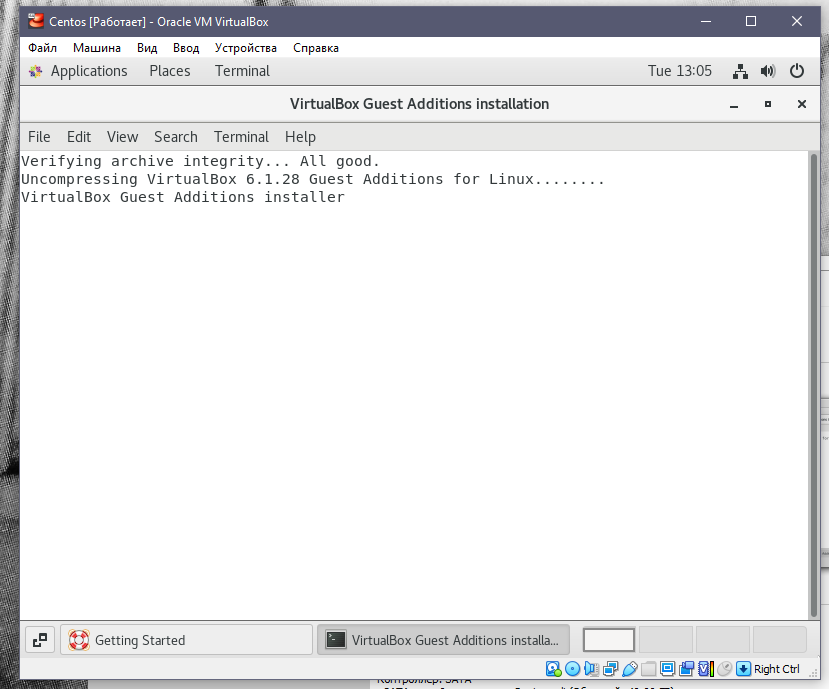 Centos [Работает] - Oracle VM VirtualBox
Файл Машина Вид Ввод Устройства Справка
Applications Places Terminal Tue 13:05
VirtualBox Guest Additions installation
File Edit View Search Terminal Help
Verifying archive integrity... All good.
Uncompressing VirtualBox 6.1.28 Guest Additions for Linux........
VirtualBox Guest Additions installer
Getting Started VirtualBox Guest Additions installa...
Right Ctrl